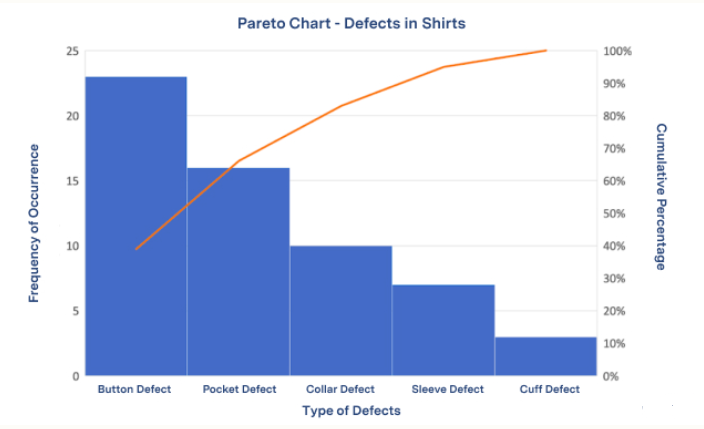 Pareto Chart - Defects in Shirts
25
20
15
10
5
0
Frequency of Occurrence
100%
90%
80%
70%
60%
50%
40%
30%
20%
10%
0%
Cumulative Percentage
Button Defect
Pocket Defect
Collar Defect
Sleeve Defect
Cuff Defect
Type of Defects